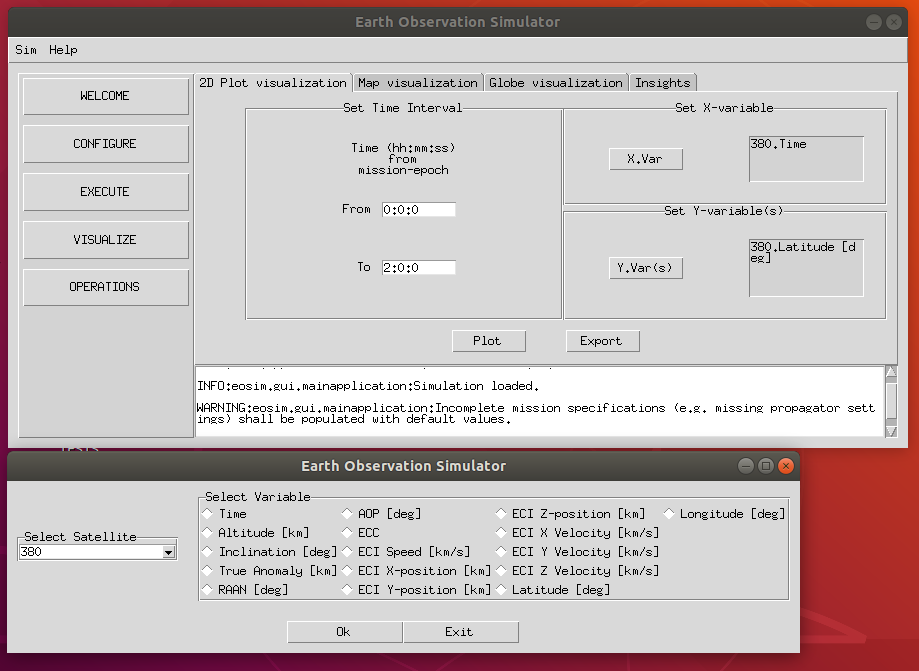 Earth Observation Simulator
Sim Help
WELCOME
CONFIGURE
EXECUTE
VISUALIZE
OPERATIONS
2D Plot visualization Map visualization Globe visualization Insights
Set Time Interval
Time (hh:mm:ss)
from
mission-epoch
From 0:0:0
To 2:0:0
Set X-variable
X.Var
380.Time
Set Y-variable(s)
Y.Var(s)
380.Latitude [d
eg]
Plot Export
INFO:eosim.gui.mainapplication:Simulation loaded.
WARNING:eosim.gui.mainapplication:Incomplete mission specifications (e.g. missing propagator sett
ings) shall be populated with default values.
Earth Observation Simulator
Select Satellite
380
Select Variable
Time AOP [deg] ECI Z-position [km] Longitude [deg]
Altitude [km] ECC ECI X Velocity [km/s]
Inclination [deg] ECI Speed [km/s] ECI Y Velocity [km/s]
True Anomaly [km] ECI X-position [km] ECI Z Velocity [km/s]
RAAN [deg] ECI Y-position [km] Latitude [deg]
Ok Exit